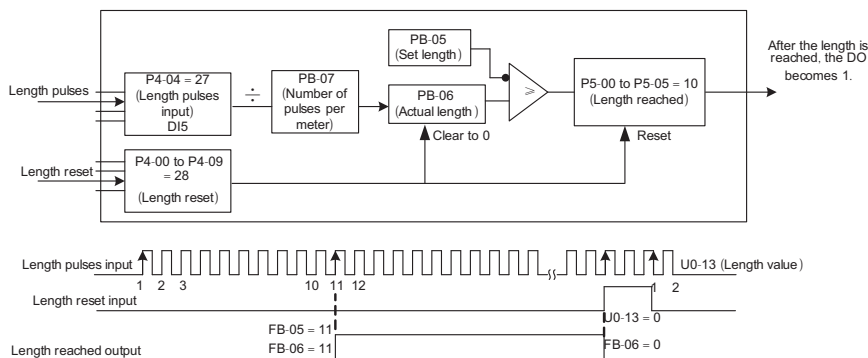 Length pulses
P4-04 = 27
(Length pulses
input)
DI5
÷
PB-07
(Number of
pulses per
meter)
PB-05
(Set length)
PB-06
(Actual length)
≥
P5-00 to P5-05 = 10
(Length reached)
After the length is
reached, the DO
becomes 1.
Clear to 0
Reset
Length reset
P4-00 to P4-09
= 28
(Length reset)
Length pulses input
U0-13 (Length value)
1 2 3 10 11 12 1 2
Length reset input
U0-13 = 0
FB-05 = 11
FB-06 = 11
FB-06 = 0
Length reached output